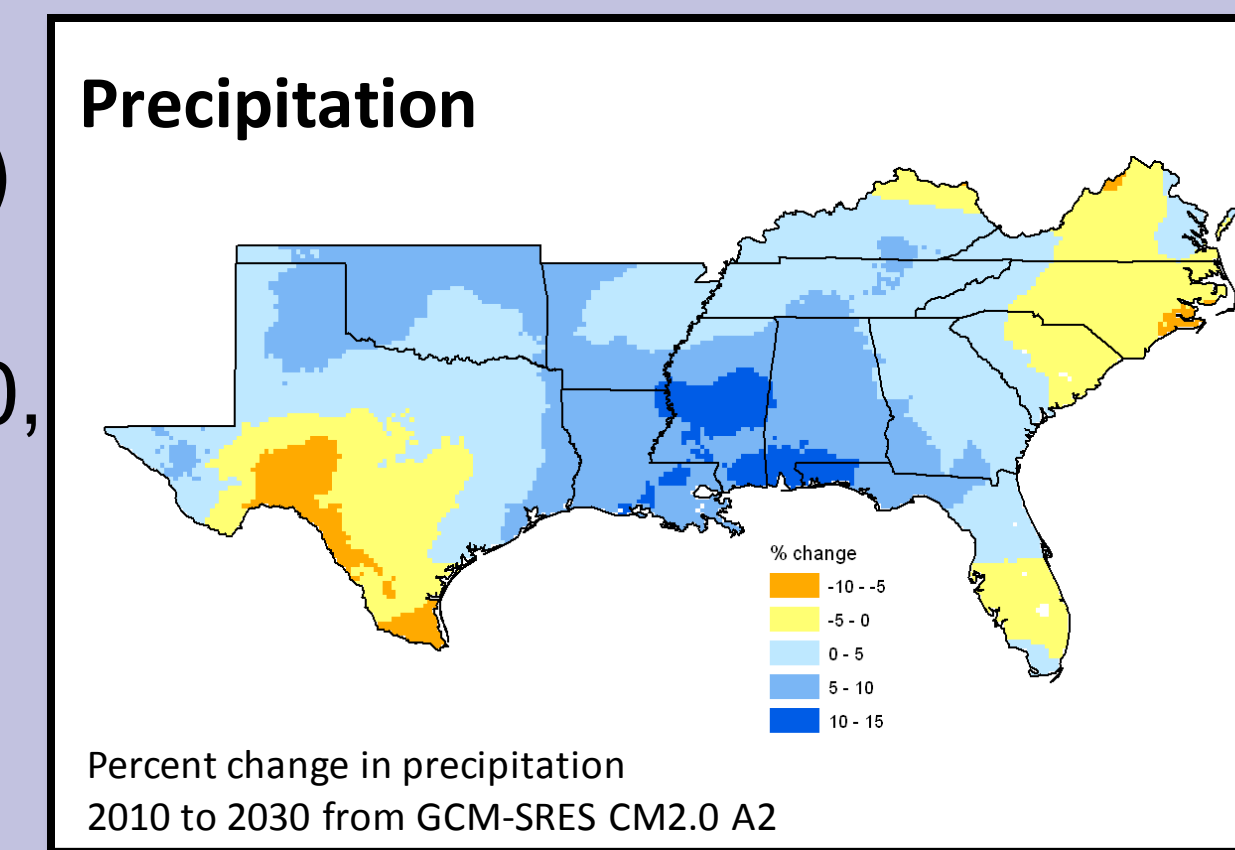 )
0,
Precipitation
% change
-10 - -5
-5 - 0
0 - 5
5 - 10
10 - 15
Percent change in precipitation
2010 to 2030 from GCM-SRES CM2.0 A2